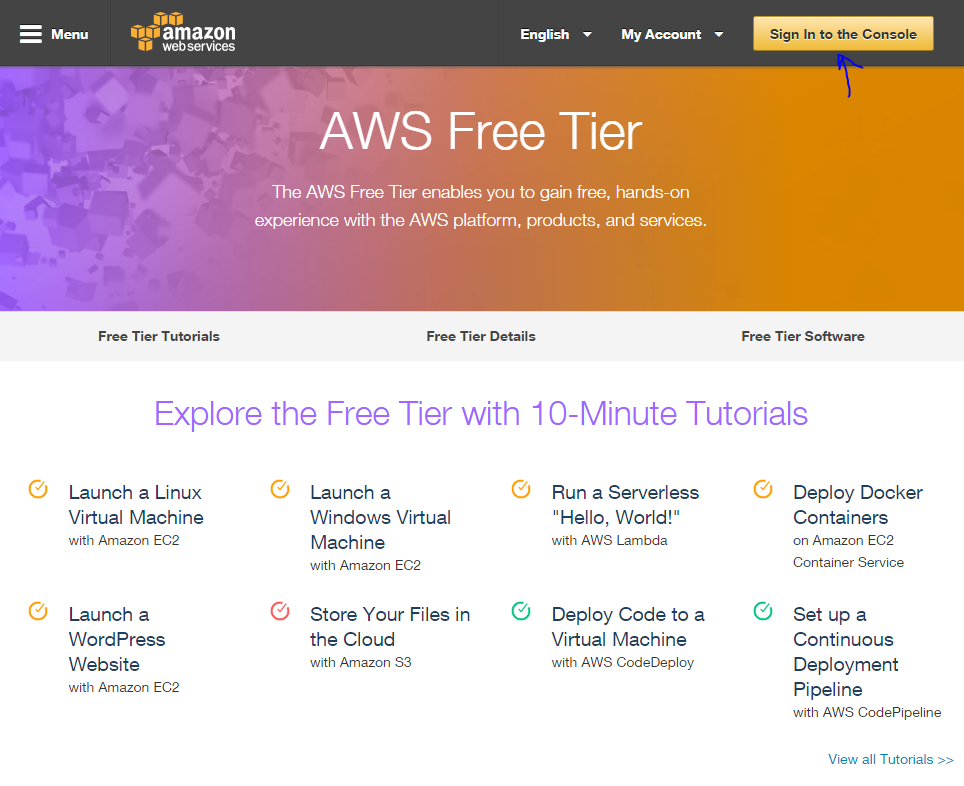 Menu
amazon
web services
English
My Account
Sign In to the Console
AWS Free Tier
The AWS Free Tier enables you to gain free, hands-on
experience with the AWS platform, products, and services.
Free Tier Tutorials
Free Tier Details
Free Tier Software
Explore the Free Tier with 10-Minute Tutorials
Launch a Linux
Virtual Machine
with Amazon EC2
Launch a
Windows Virtual
Machine
with Amazon EC2
Run a Serverless
"Hello, World!"
with AWS Lambda
Deploy Docker
Containers
on Amazon EC2
Container Service
Launch a
WordPress
Website
with Amazon EC2
Store Your Files in
the Cloud
with Amazon S3
Deploy Code to a
Virtual Machine
with AWS CodeDeploy
Set up a
Continuous
Deployment
Pipeline
with AWS CodePipeline
View all Tutorials >>